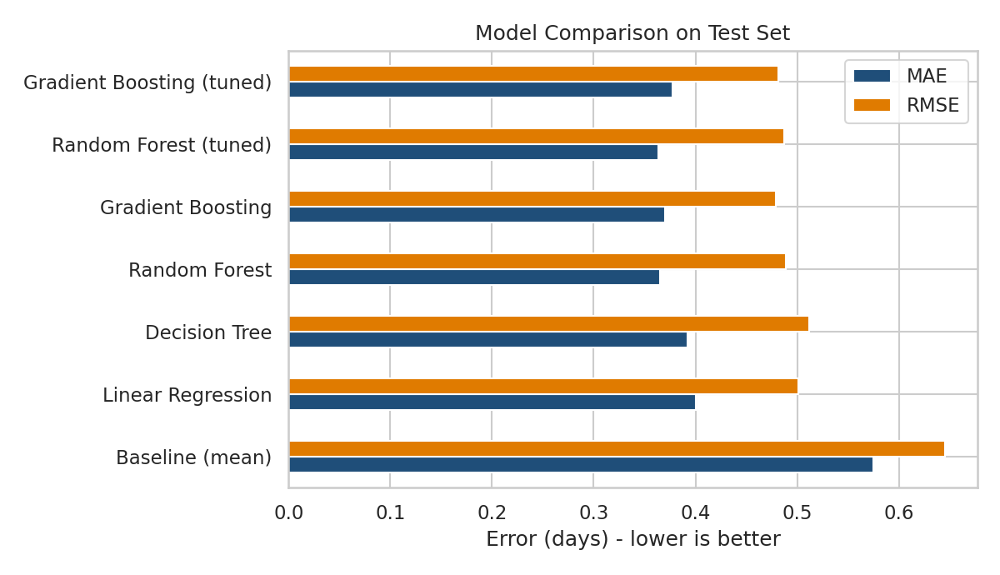 Model Comparison on Test Set
MAE
RMSE
Gradient Boosting (tuned)
Random Forest (tuned)
Gradient Boosting
Random Forest
Decision Tree
Linear Regression
Baseline (mean)
0.0 0.1 0.2 0.3 0.4 0.5 0.6
Error (days) - lower is better